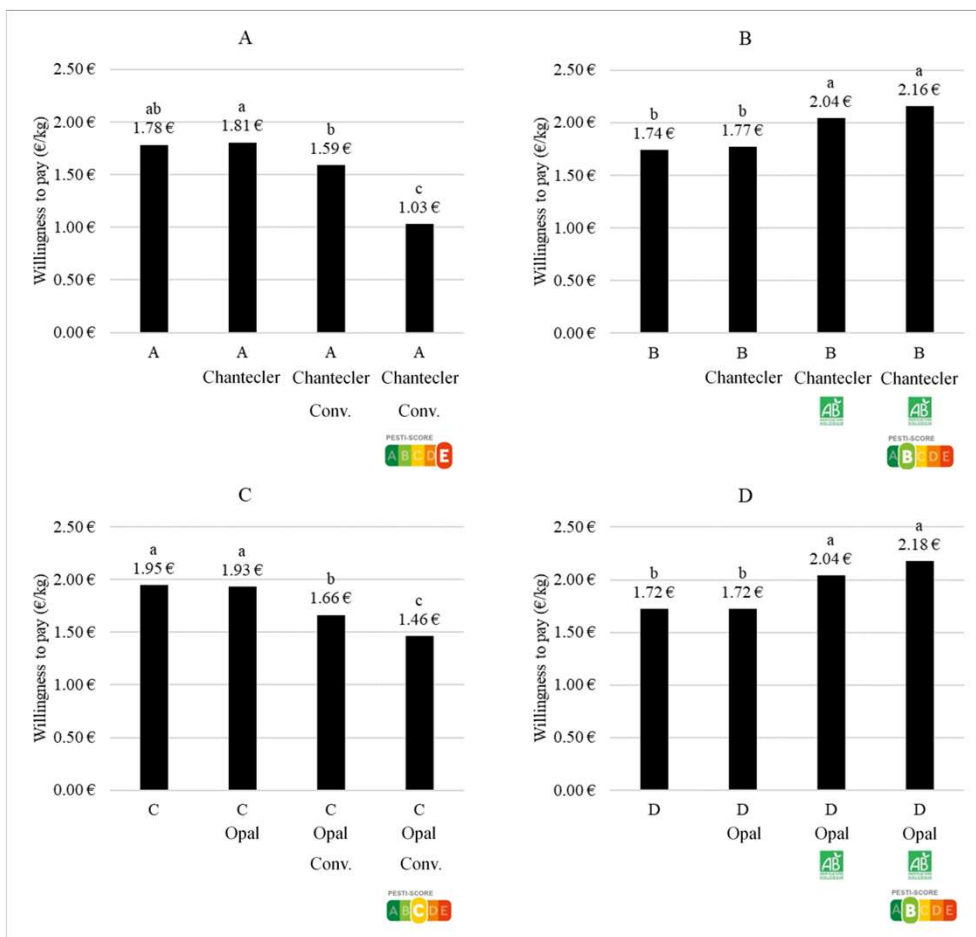 A
Willingness to pay (€/kg)
2.50 €
2.00 €
1.50 €
1.00 €
0.50 €
0.00 €
ab
1.78 €
a
1.81 €
b
1.59 €
c
1.03 €
A
A
Chantecler
A
Chantecler
Conv.
A
Chantecler
Conv.
PESTI-SCORE
A B C D E
B
Willingness to pay (€/kg)
2.50 €
2.00 €
1.50 €
1.00 €
0.50 €
0.00 €
b
1.74 €
b
1.77 €
a
2.04 €
a
2.16 €
B
B
Chantecler
B
Chantecler
AB
B
Chantecler
AB
PESTI-SCORE
A B C D E
C
Willingness to pay (€/kg)
2.50 €
2.00 €
1.50 €
1.00 €
0.50 €
0.00 €
a
1.95 €
a
1.93 €
b
1.66 €
c
1.46 €
C
C
Opal
C
Opal
Conv.
C
Opal
Conv.
PESTI-SCORE
A B C D E
D
Willingness to pay (€/kg)
2.50 €
2.00 €
1.50 €
1.00 €
0.50 €
0.00 €
b
1.72 €
b
1.72 €
a
2.04 €
a
2.18 €
D
D
Opal
D
Opal
AB
D
Opal
AB
PESTI-SCORE
A B C D E